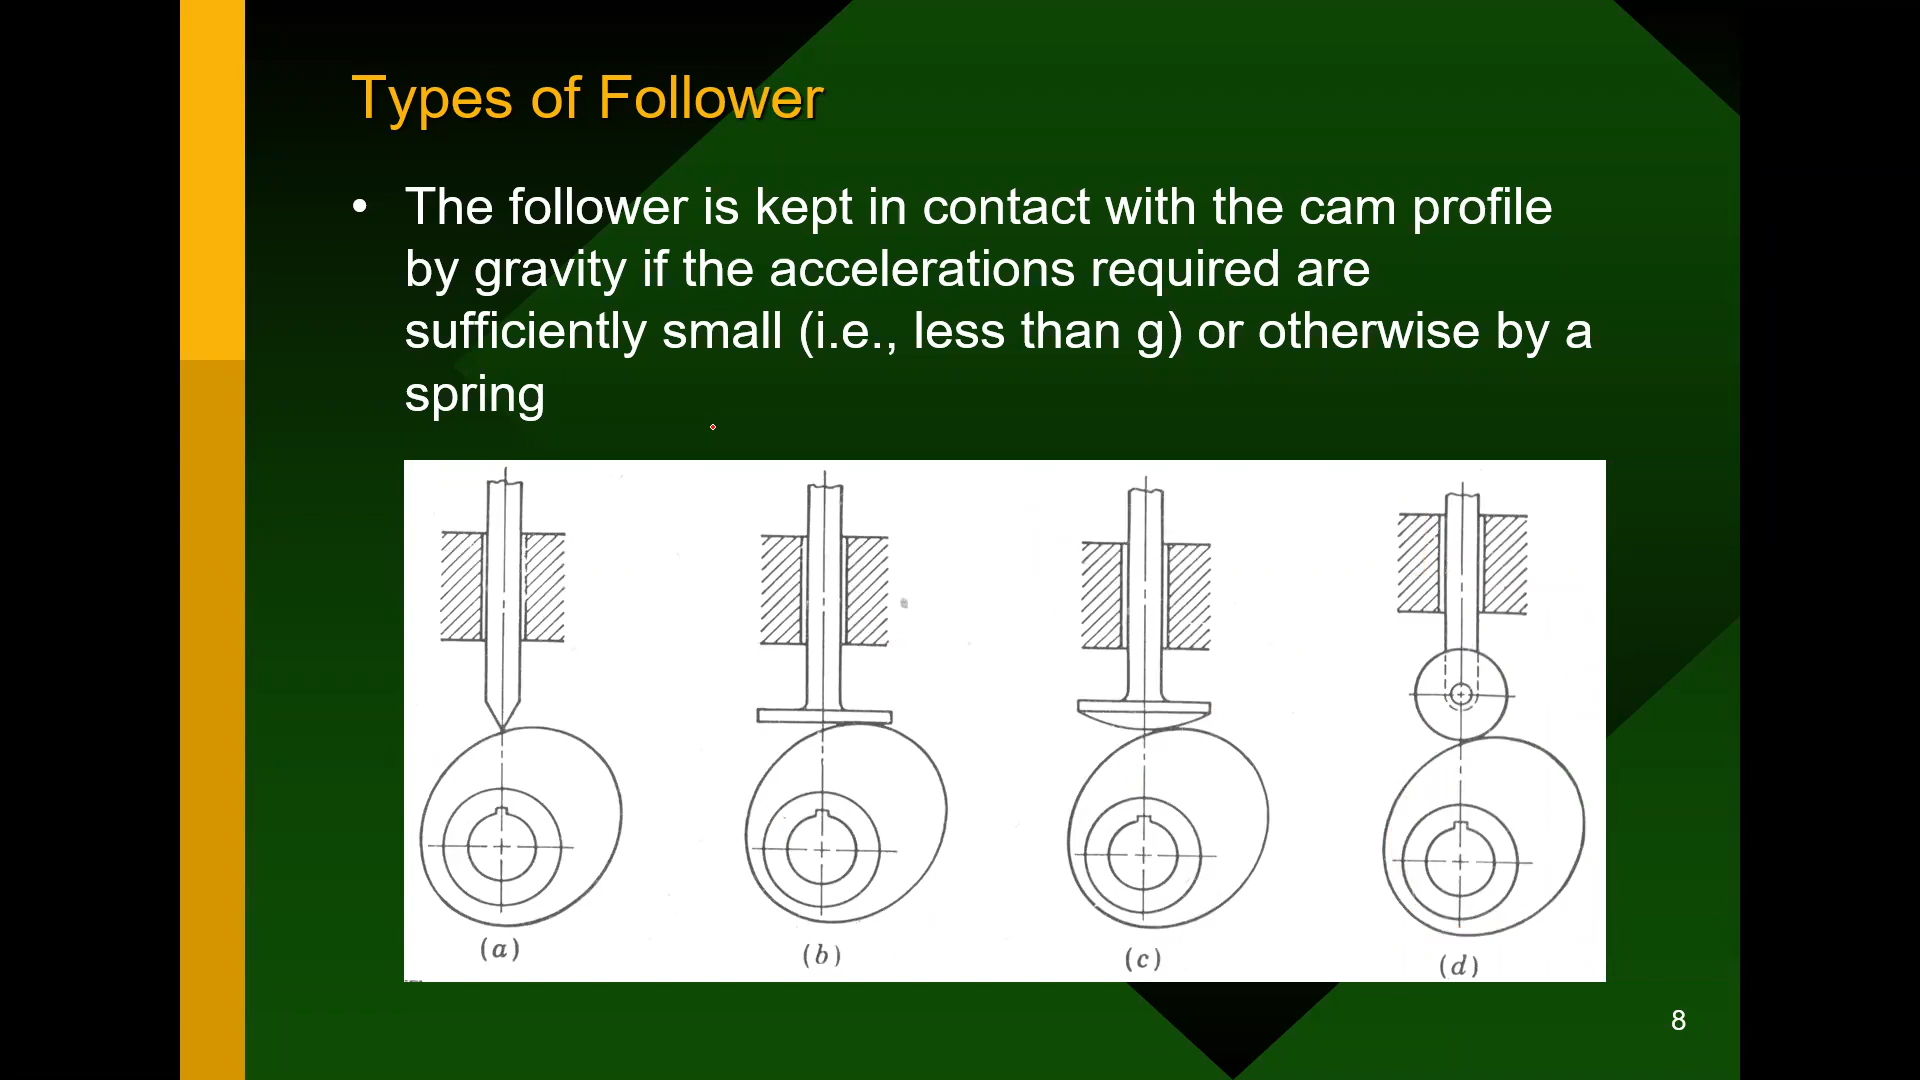 Types of Follower
• The follower is kept in contact with the cam profile
by gravity if the accelerations required are
sufficiently small (i.e., less than g) or otherwise by a
spring
(a) (b) (c) (d)
8